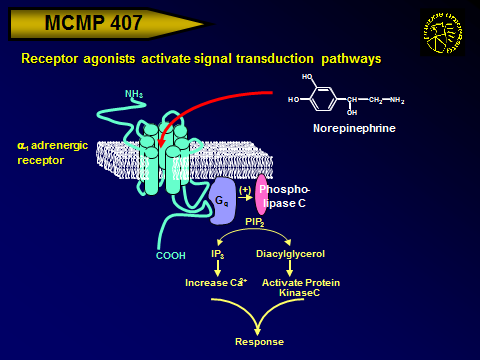 MCMP 407
Receptor agonists activate signal transduction pathways
NH₃
HO
HO
CH
CH₂
NH₂
OH
Norepinephrine
α₁ adrenergic
receptor
Gq
(+)
Phospho-
lipase C
PIP₂
COOH
IP₃
Diacylglycerol
Increase Ca²⁺
Activate Protein
KinaseC
Response